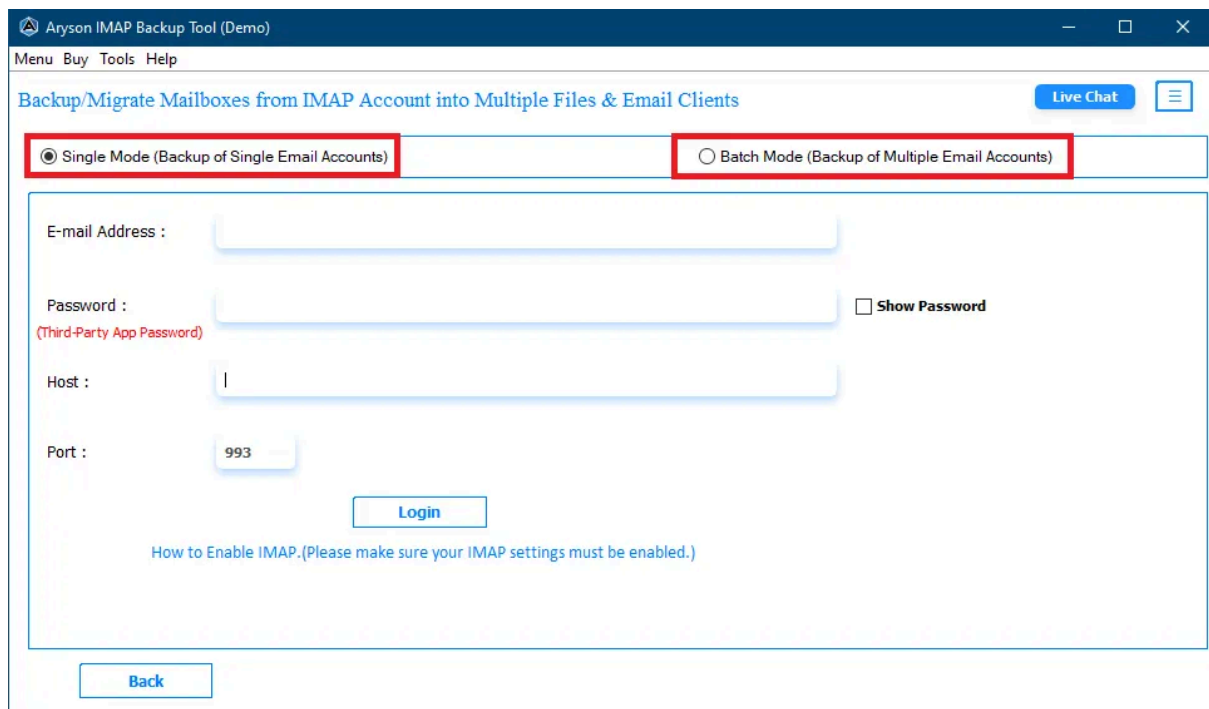 Aryson IMAP Backup Tool (Demo)
Menu Buy Tools Help
Backup/Migrate Mailboxes from IMAP Account into Multiple Files & Email Clients
Live Chat
Single Mode (Backup of Single Email Accounts)
Batch Mode (Backup of Multiple Email Accounts)
E-mail Address :
Password :
Show Password
(Third-Party App Password)
Host :
Port :
993
Login
How to Enable IMAP.(Please make sure your IMAP settings must be enabled.)
Back